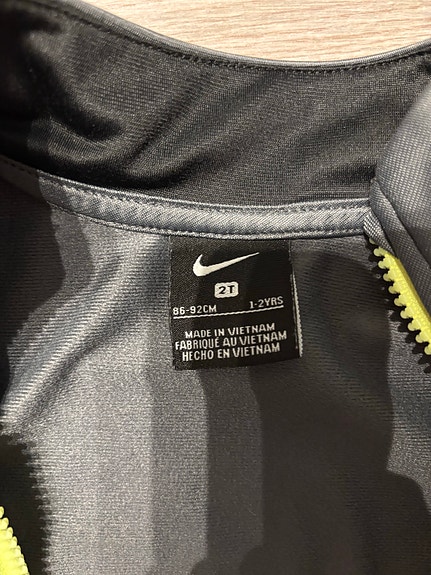 2T
86-92CM 1-2YRS
MADE IN VIETNAM
FABRIQUÉ AU VIETNAM
HECHO EN VIETNAM